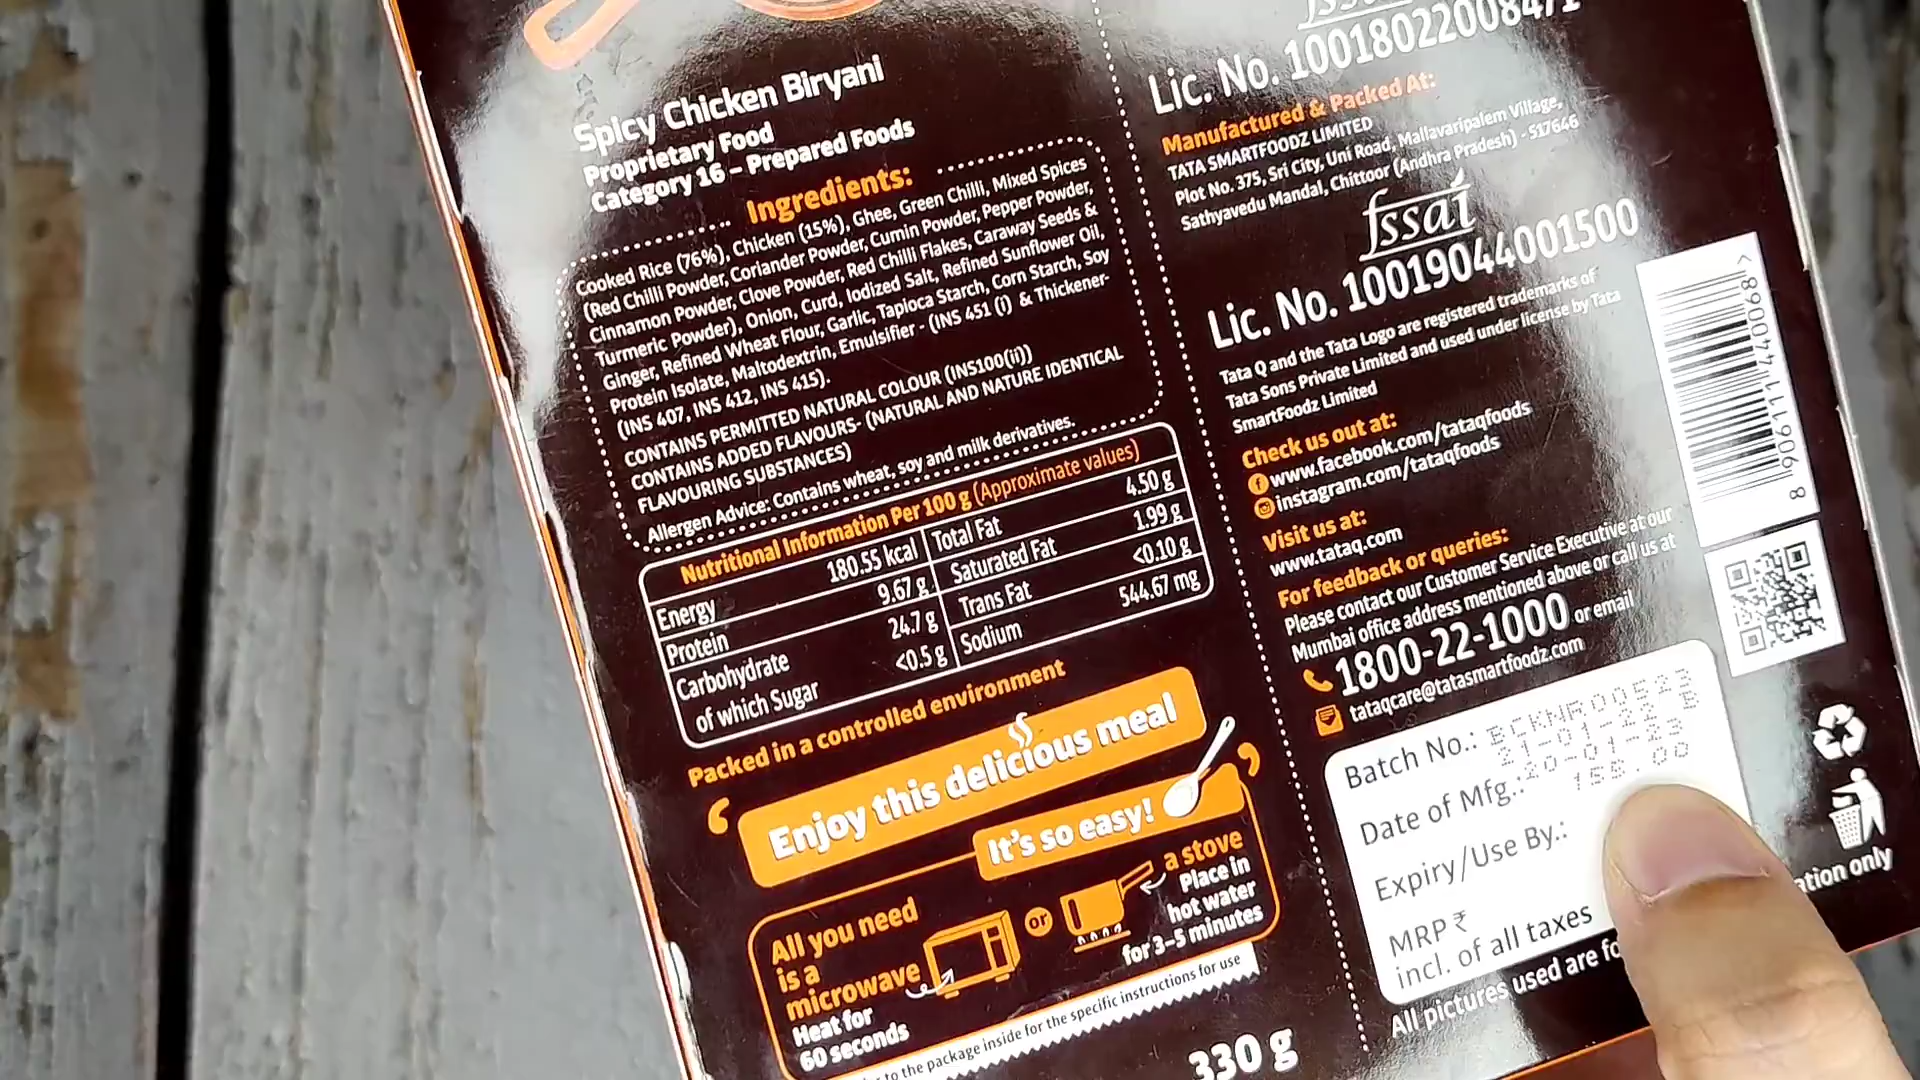 Spicy Chicken Biryani
Proprietary Food
Category 16 – Prepared Foods
Ingredients:
Cooked Rice (76%), Chicken (15%), Ghee, Green Chilli, Mixed Spices
(Red Chilli Powder, Coriander Powder, Cumin Powder, Pepper Powder,
Cinnamon Powder, Clove Powder, Red Chilli Flakes, Caraway Seeds &
Turmeric Powder), Onion, Curd, Iodized Salt, Refined Sunflower Oil,
Ginger, Refined Wheat Flour, Garlic, Tapioca Starch, Corn Starch, Soy
Protein Isolate, Maltodextrin, Emulsifier - (INS 451 (i) & Thickener-
(INS 407, INS 412, INS 415).
CONTAINS PERMITTED NATURAL COLOUR (INS100(ii))
CONTAINS ADDED FLAVOURS- (NATURAL AND NATURE IDENTICAL
FLAVOURING SUBSTANCES)
Allergen Advice: Contains wheat, soy and milk derivatives.
Nutritional Information Per 100 g (Approximate values)
Energy 180.55 kcal Total Fat 4.50 g
Protein 9.67 g Saturated Fat 1.99 g
Carbohydrate 24.7 g Trans Fat <0.10 g
of which Sugar <0.5 g Sodium 544.67 mg
Packed in a controlled environment
Enjoy this delicious meal
It's so easy!
All you need
is a
microwave
Heat for
60 seconds
or
a stove
Place in
hot water
for 3–5 minutes
to the package inside for the specific instructions for use
330 g
Lic. No. 10018022008471
Manufactured & Packed At:
TATA SMARTFOODZ LIMITED
Plot No. 375, Sri City, Uni Road, Mallavaripalem Village,
Sathyavedu Mandal, Chittoor (Andhra Pradesh) - 517646
fssai
Lic. No. 10019044001500
Tata Q and the Tata Logo are registered trademarks of
Tata Sons Private Limited and used under license by Tata
SmartFoodz Limited
Check us out at:
www.facebook.com/tataqfoods
instagram.com/tataqfoods
Visit us at:
www.tataq.com
For feedback or queries:
Please contact our Customer Service Executive at our
Mumbai office address mentioned above or call us at
1800-22-1000 or email
tataqcare@tatasmartfoodz.com
8 906111 440068 >
Batch No.:
Date of Mfg.: 21-01-22 B
Expiry/Use By.: 20-01-23
MRP ₹
incl. of all taxes
All pictures used are fo
ation only